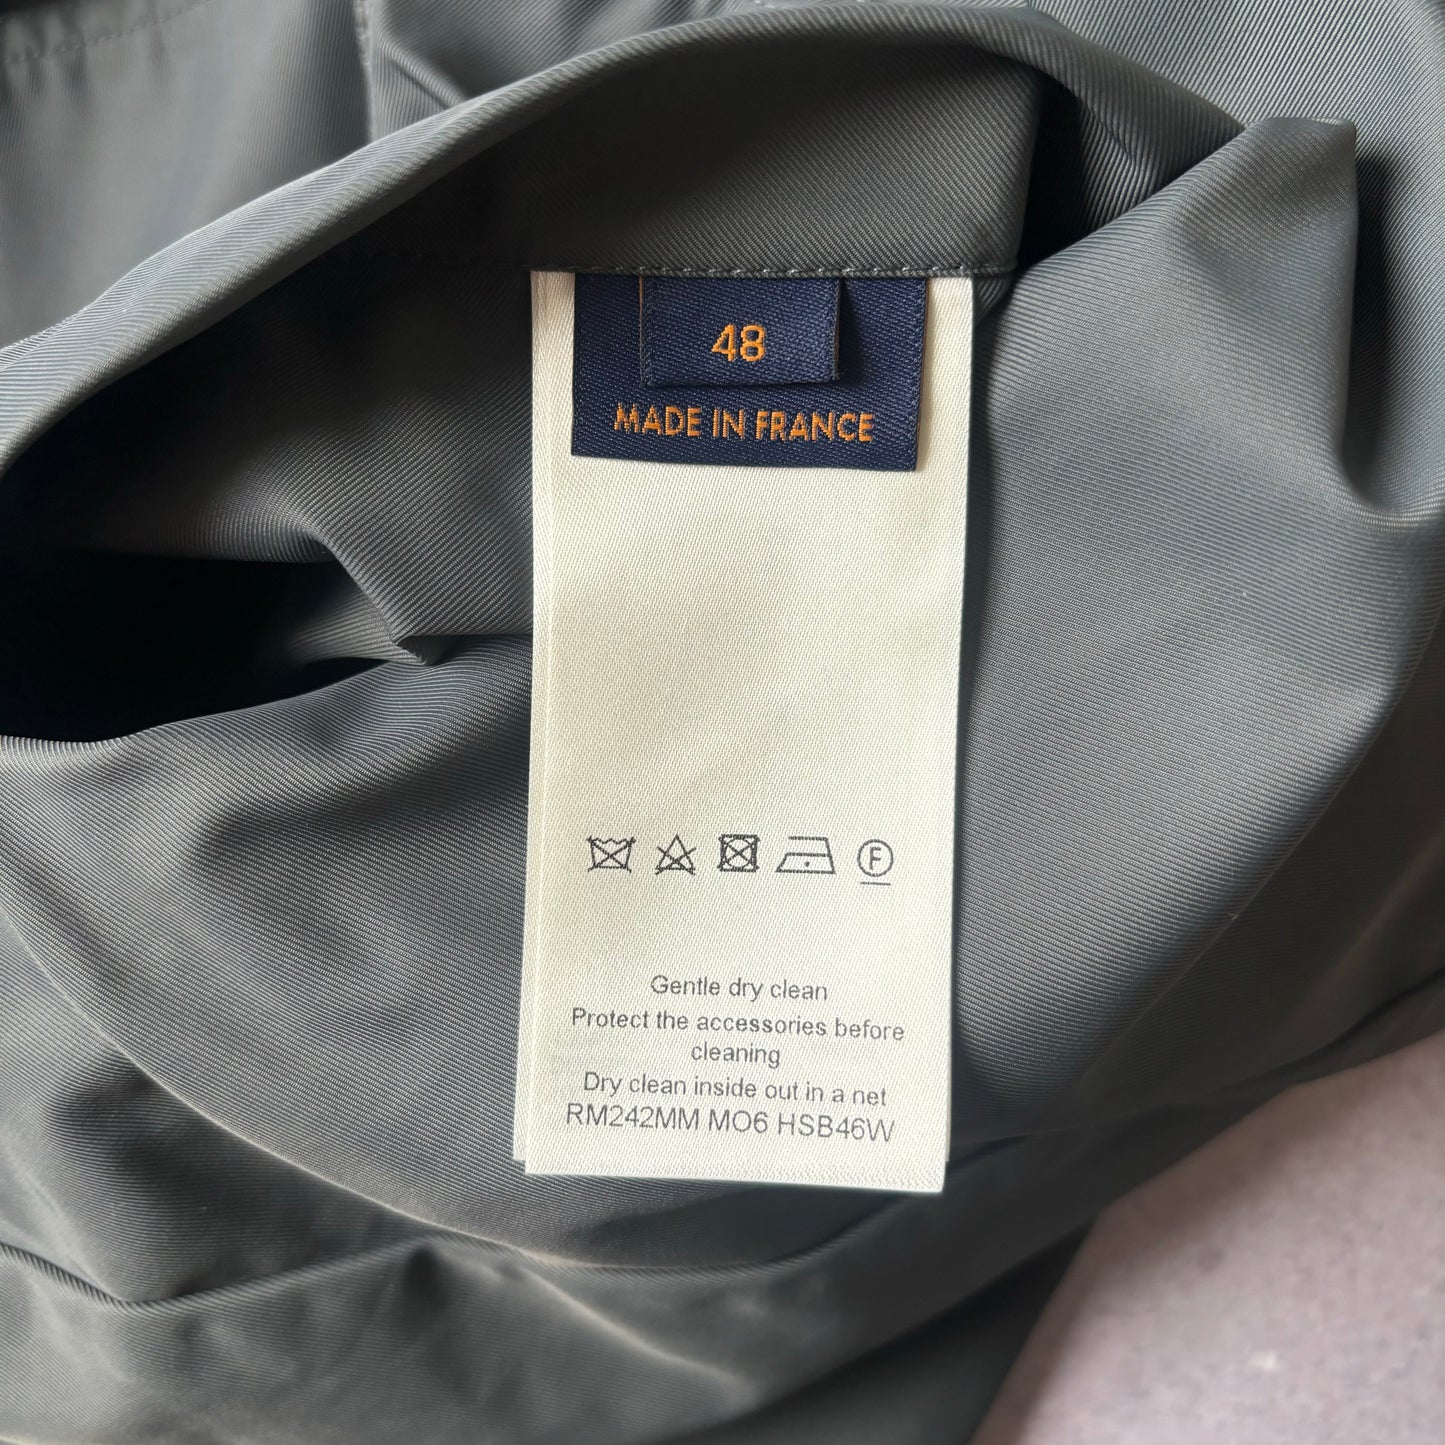 48
MADE IN FRANCE
F
Gentle dry clean
Protect the accessories before
cleaning
Dry clean inside out in a net
RM242MM MO6 HSB46W